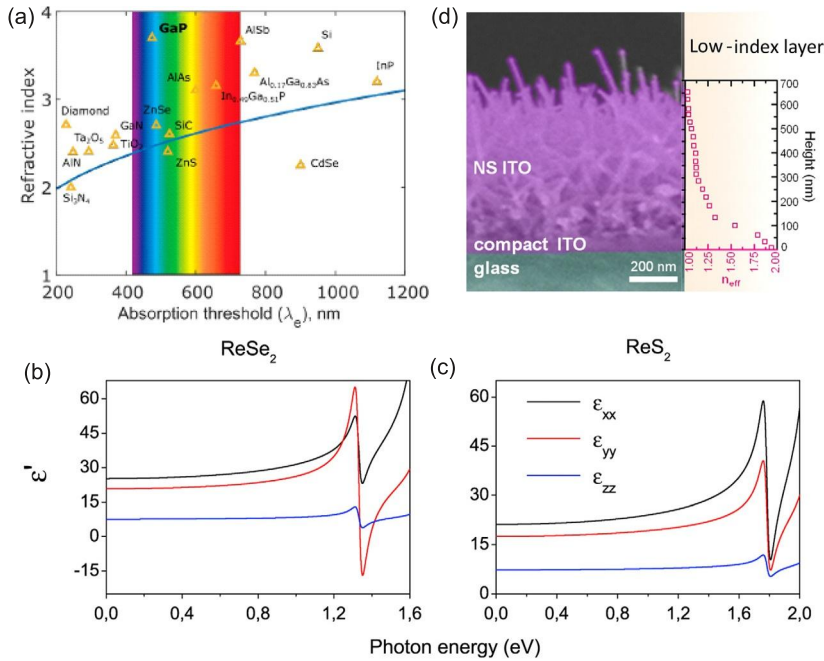 (a)
4
3
2
1
Refractive index
GaP
AlSb
Si
InP
AlAs
Al0.17Ga0.83As
In0.49Ga0.51P
Diamond
ZnSe
GaN
SiC
Ta2O5
TiO2
AlN
ZnS
CdSe
Si3N4
200 400 600 800 1000 1200
Absorption threshold (λe), nm
(d)
Low-index layer
NS ITO
compact ITO
glass
200 nm
700
600
500
400
300
200
100
0
Height (nm)
1.00 1.25 1.50 1.75 2.00
neff
ReSe2
(b)
60
45
30
15
0
-15
ε'
0,0 0,4 0,8 1,2 1,6
ReS2
(c)
60
45
30
15
0
εxx
εyy
εzz
0,0 0,4 0,8 1,2 1,6 2,0
Photon energy (eV)